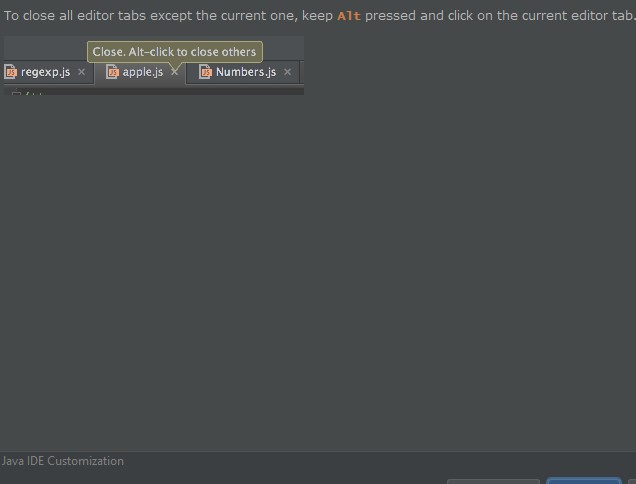 To close all editor tabs except the current one, keep Alt pressed and click on the current editor tab.
Close. Alt-click to close others
regexp.js apple.js Numbers.js
Java IDE Customization